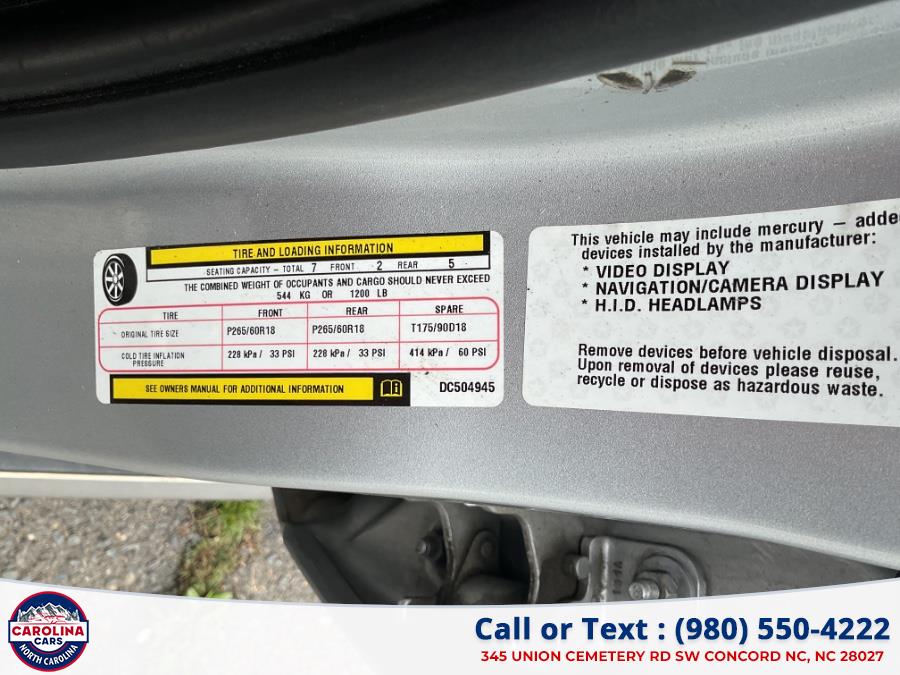 TIRE AND LOADING INFORMATION
SEATING CAPACITY – TOTAL 7 FRONT 2 REAR 5
THE COMBINED WEIGHT OF OCCUPANTS AND CARGO SHOULD NEVER EXCEED
544 KG OR 1200 LB
TIRE FRONT REAR SPARE
ORIGINAL TIRE SIZE P265/60R18 P265/60R18 T175/90D18
COLD TIRE INFLATION PRESSURE 228 kPa / 33 PSI 228 kPa / 33 PSI 414 kPa / 60 PSI
SEE OWNERS MANUAL FOR ADDITIONAL INFORMATION
DC504945
This vehicle may include mercury – adde
devices installed by the manufacturer:
* VIDEO DISPLAY
* NAVIGATION/CAMERA DISPLAY
* H.I.D. HEADLAMPS
Remove devices before vehicle disposal.
Upon removal of devices please reuse,
recycle or dispose as hazardous waste.
CAROLINA
CARS
NORTH CAROLINA
Call or Text : (980) 550-4222
345 UNION CEMETERY RD SW CONCORD NC, NC 28027